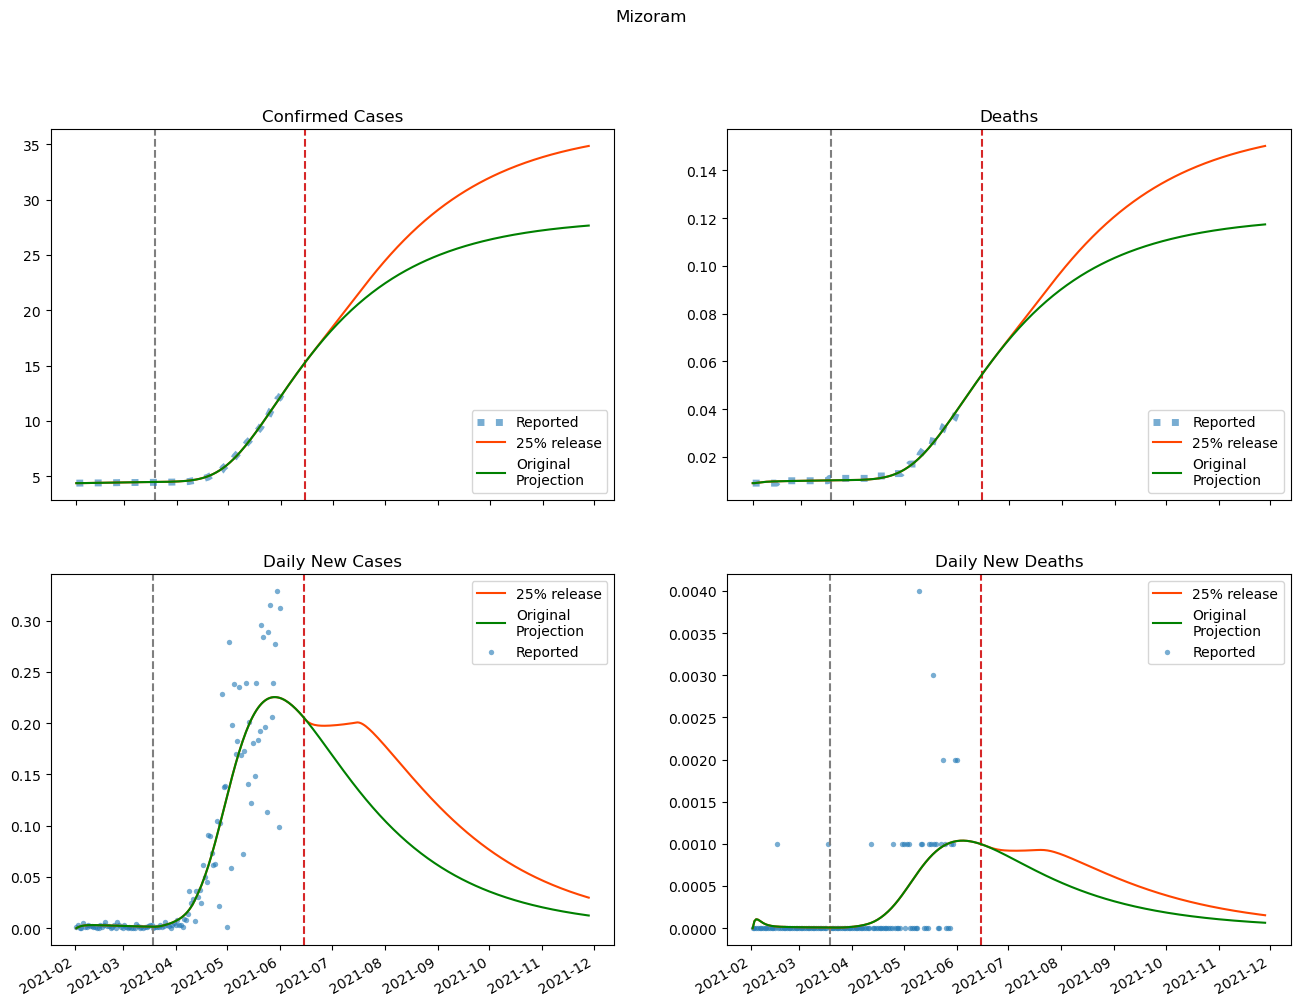 Mizoram
Confirmed Cases
35
30
25
20
15
10
5
Reported
25% release
Original
Projection
Deaths
0.14
0.12
0.10
0.08
0.06
0.04
0.02
Reported
25% release
Original
Projection
Daily New Cases
0.30
0.25
0.20
0.15
0.10
0.05
0.00
25% release
Original
Projection
Reported
2021-02
2021-03
2021-04
2021-05
2021-06
2021-07
2021-08
2021-09
2021-10
2021-11
2021-12
Daily New Deaths
0.0040
0.0035
0.0030
0.0025
0.0020
0.0015
0.0010
0.0005
0.0000
25% release
Original
Projection
Reported
2021-02
2021-03
2021-04
2021-05
2021-06
2021-07
2021-08
2021-09
2021-10
2021-11
2021-12